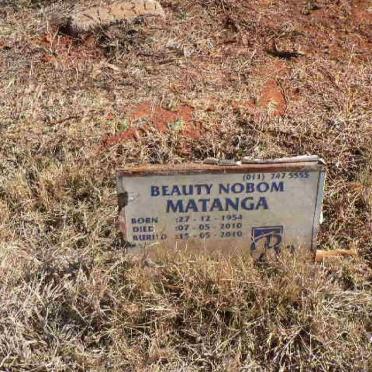 (011) 747 5555
BEAUTY NOBOM
MATANGA
BORN :27 - 12 - 1954
DIED :07 - 05 - 2010
BURIED :15 - 05 - 2010